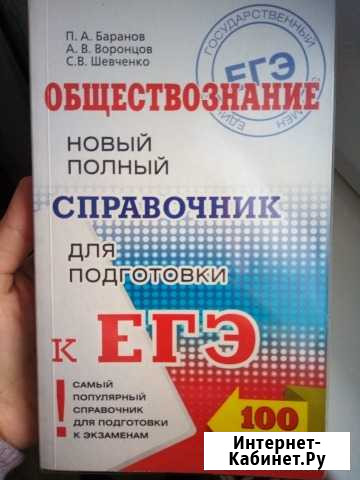 П. А. Баранов
А. В. Воронцов
С.В. Шевченко
ГОСУДАРСТВЕННЫЙ
ЕГЭ
ОБЩЕСТВОЗНАНИЕ
НОВЫЙ
ПОЛНЫЙ
СПРАВОЧНИК
ДЛЯ
ПОДГОТОВКИ
К ЕГЭ
!
САМЫЙ
ПОПУЛЯРНЫЙ
СПРАВОЧНИК
ДЛЯ ПОДГОТОВКИ
К ЭКЗАМЕНАМ
100
Интернет-
Кабинет.Ру